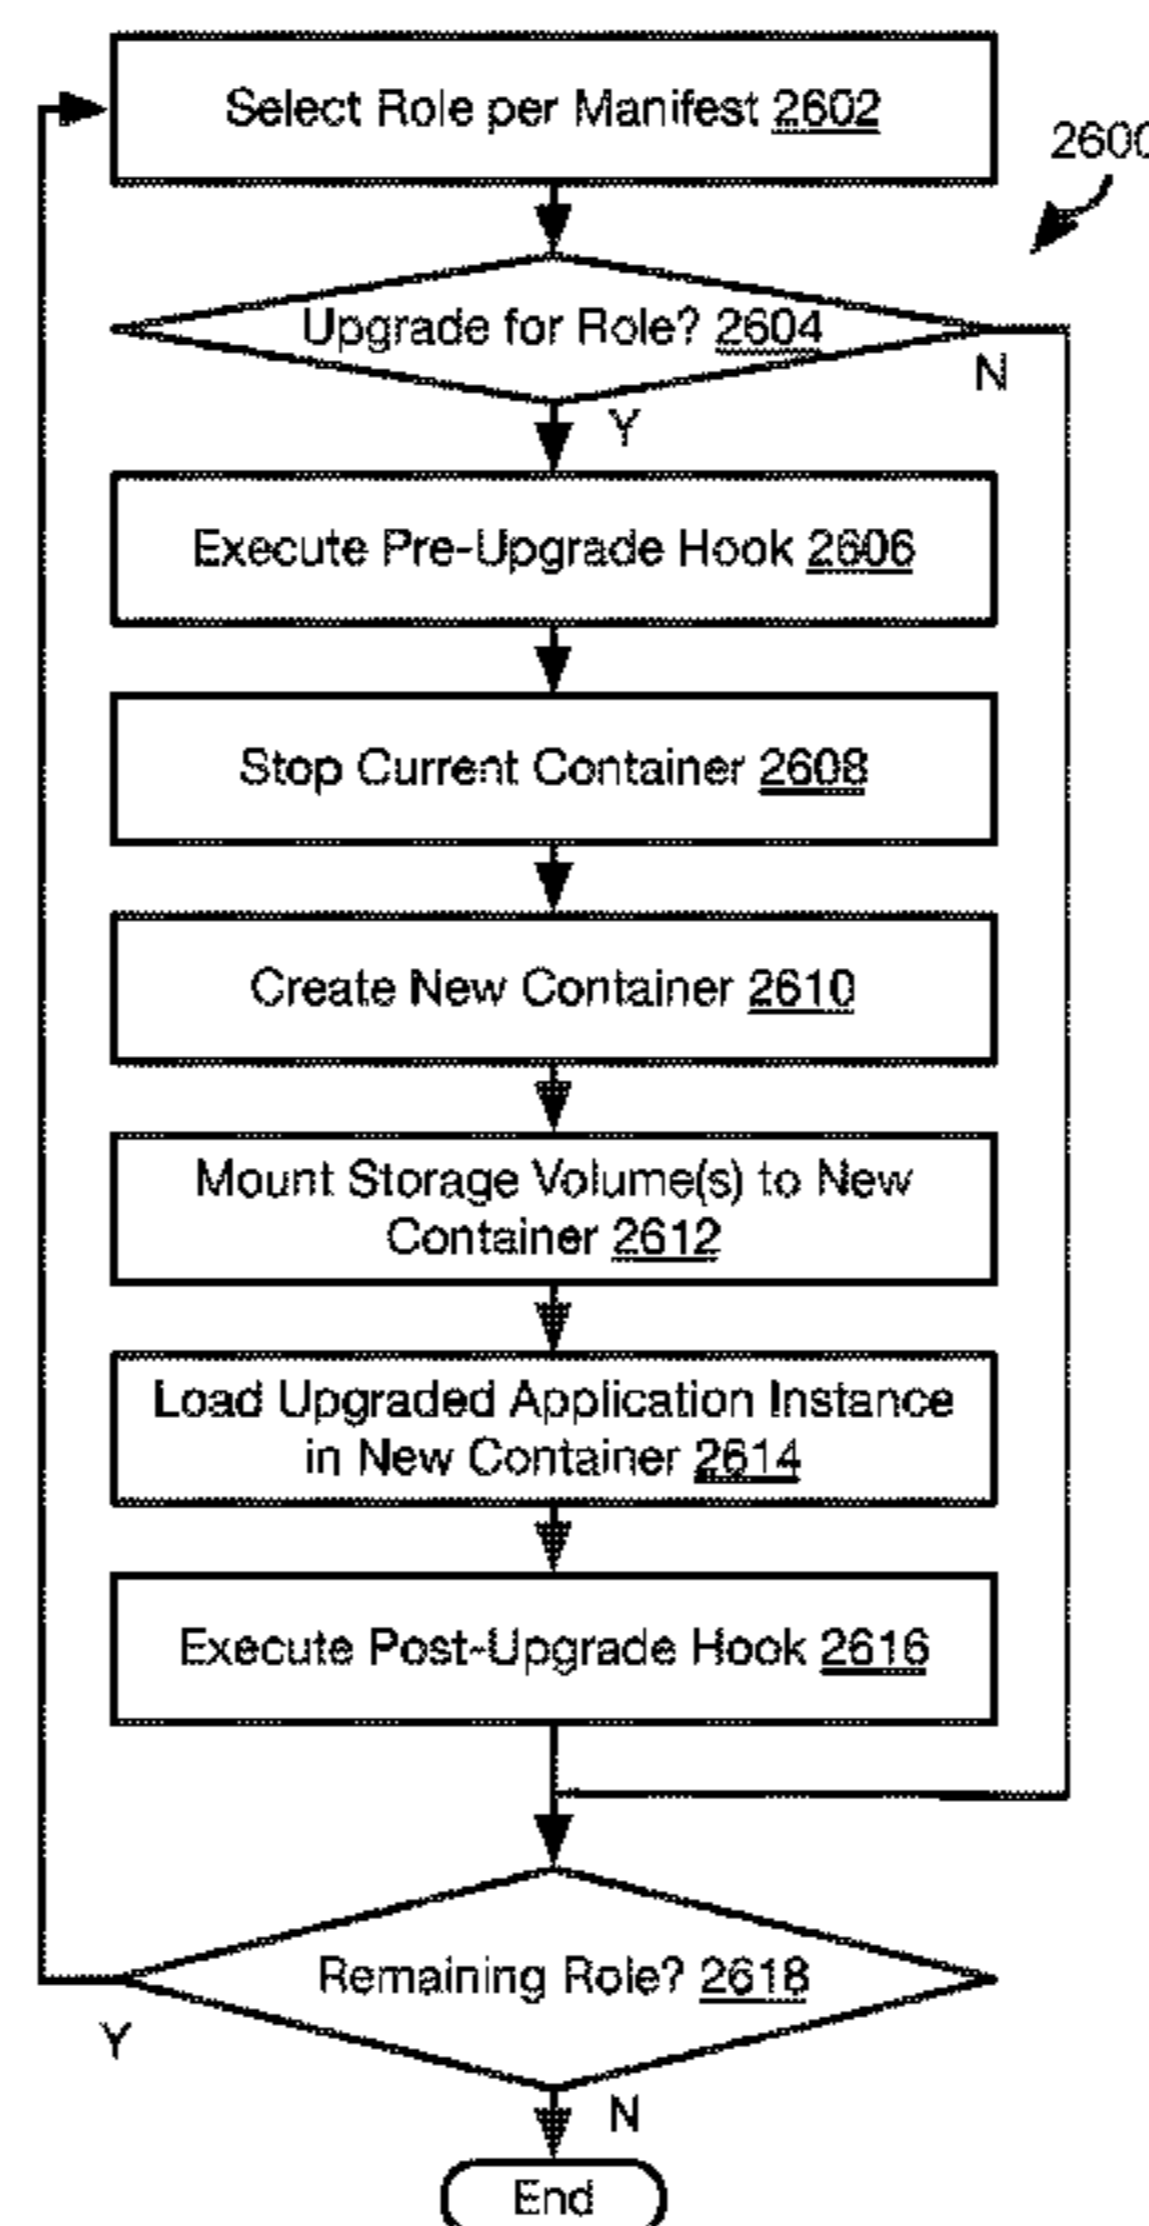 Select Role per Manifest 2602
2600
Upgrade for Role? 2604
N
Y
Execute Pre-Upgrade Hook 2606
Stop Current Container 2608
Create New Container 2610
Mount Storage Volume(s) to New
Container 2612
Load Upgraded Application Instance
in New Container 2614
Execute Post-Upgrade Hook 2616
Remaining Role? 2618
Y
N
End